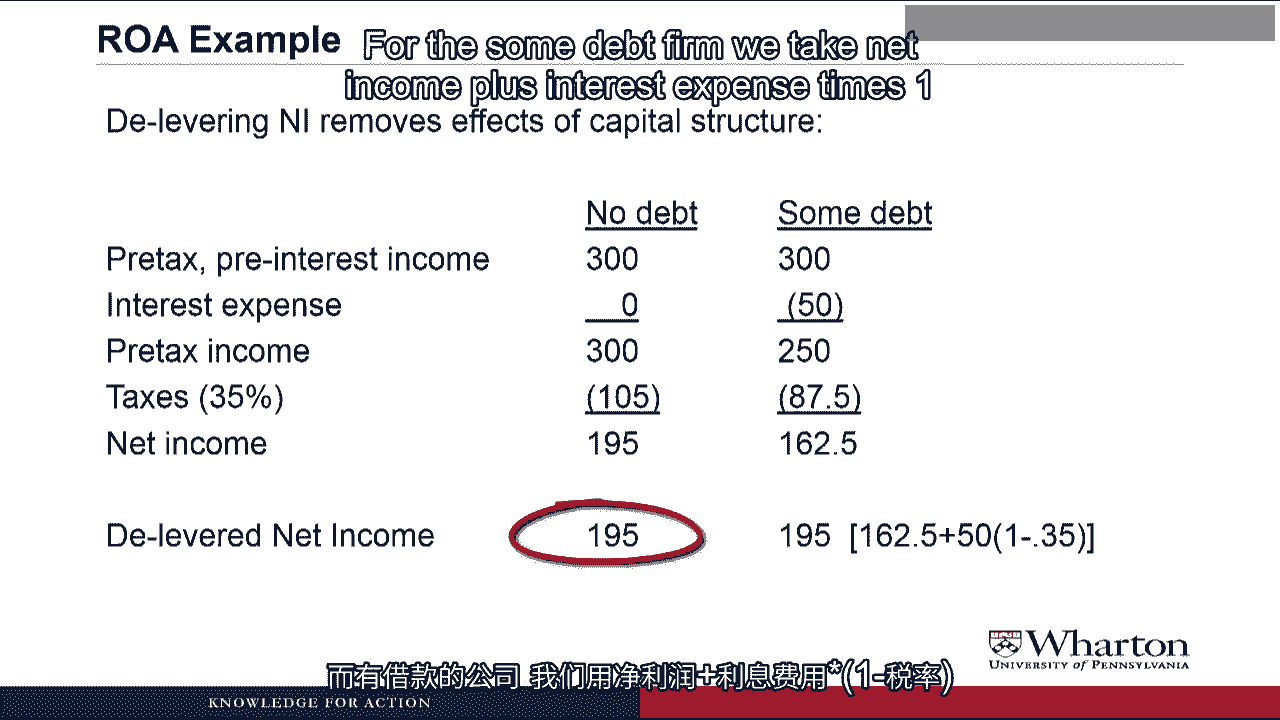 ROA Example
For the some debt firm we take net
income plus interest expense times 1
De-levering NI removes effects of capital structure:
No debt Some debt
Pretax, pre-interest income 300 300
Interest expense 0 (50)
Pretax income 300 250
Taxes (35%) (105) (87.5)
Net income 195 162.5
De-levered Net Income 195 195 [162.5+50(1-.35)]
Wharton
UNIVERSITY of PENNSYLVANIA
而有借款的公司 我们用净利润+利息费用*(1-税率)
KNOWLEDGE FOR ACTION